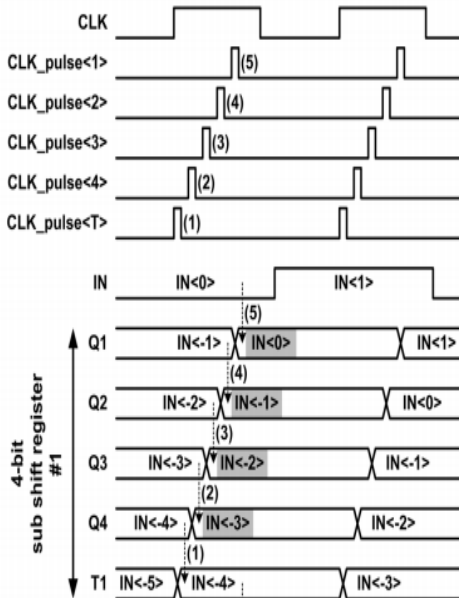 CLK
CLK_pulse<1> (5)
CLK_pulse<2> (4)
CLK_pulse<3> (3)
CLK_pulse<4> (2)
CLK_pulse<T> (1)
IN IN<0> IN<1>
(5)
Q1 IN<-1> IN<0> IN<1>
(4)
Q2 IN<-2> IN<-1> IN<0>
(3)
Q3 IN<-3> IN<-2> IN<-1>
(2)
Q4 IN<-4> IN<-3> IN<-2>
(1)
T1 IN<-5> IN<-4> IN<-3>
4-bit
sub shift register
#1